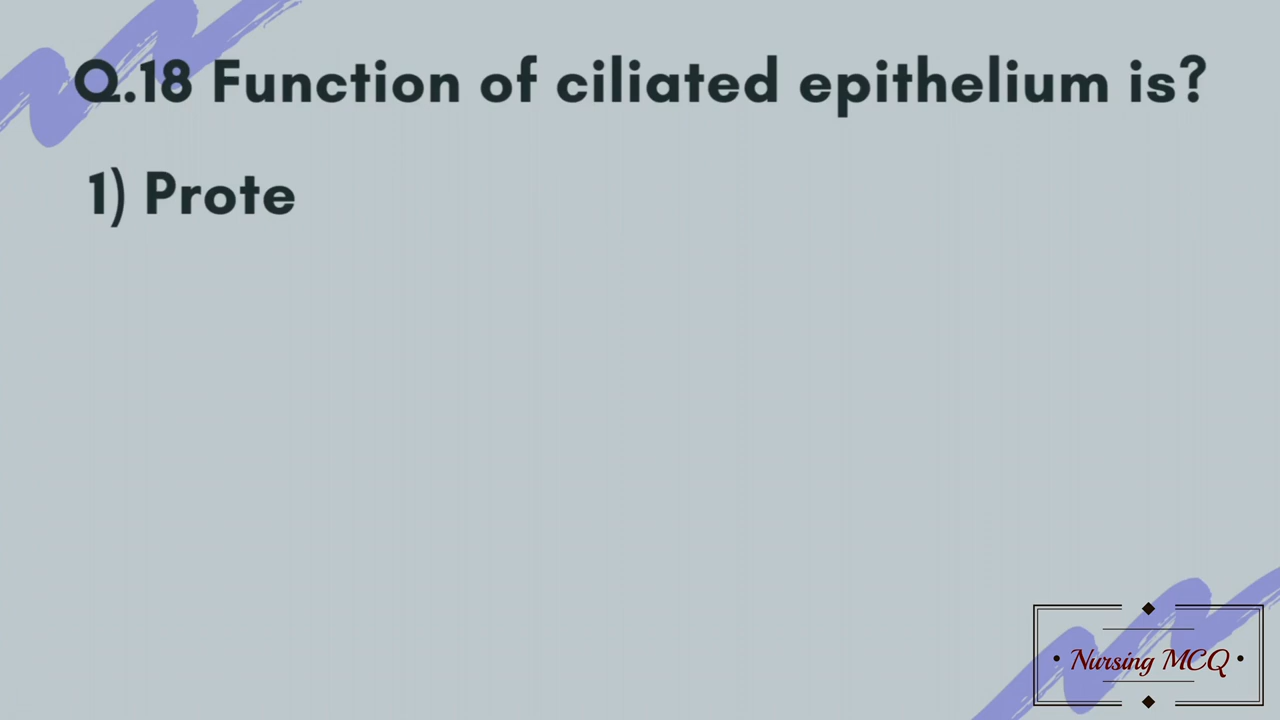 Q.18 Function of ciliated epithelium is?
1) Prote
Nursing MCQ